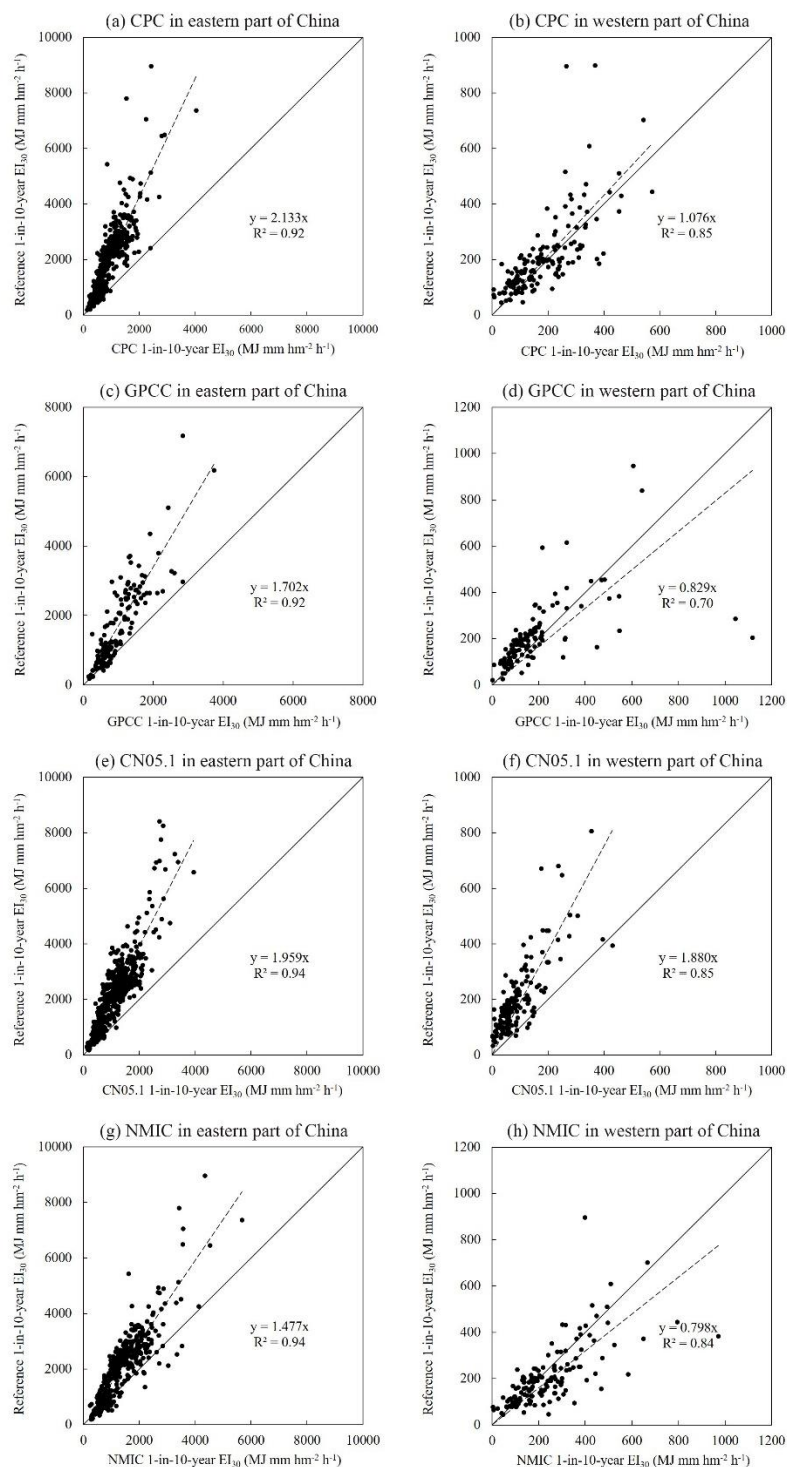 (a) CPC in eastern part of China
10000
8000
6000
4000
2000
0
Reference 1-in-10-year EI₃₀ (MJ mm hm⁻² h⁻¹)
y = 2.133x
R² = 0.92
0 2000 4000 6000 8000 10000
CPC 1-in-10-year EI₃₀ (MJ mm hm⁻² h⁻¹)
(b) CPC in western part of China
1000
800
600
400
200
0
Reference 1-in-10-year EI₃₀ (MJ mm hm⁻² h⁻¹)
y = 1.076x
R² = 0.85
0 200 400 600 800 1000
CPC 1-in-10-year EI₃₀ (MJ mm hm⁻² h⁻¹)
(c) GPCC in eastern part of China
8000
6000
4000
2000
0
Reference 1-in-10-year EI₃₀ (MJ mm hm⁻² h⁻¹)
y = 1.702x
R² = 0.92
0 2000 4000 6000 8000
GPCC 1-in-10-year EI₃₀ (MJ mm hm⁻² h⁻¹)
(d) GPCC in western part of China
1200
1000
800
600
400
200
0
Reference 1-in-10-year EI₃₀ (MJ mm hm⁻² h⁻¹)
y = 0.829x
R² = 0.70
0 200 400 600 800 1000 1200
GPCC 1-in-10-year EI₃₀ (MJ mm hm⁻² h⁻¹)
(e) CN05.1 in eastern part of China
10000
8000
6000
4000
2000
0
Reference 1-in-10-year EI₃₀ (MJ mm hm⁻² h⁻¹)
y = 1.959x
R² = 0.94
0 2000 4000 6000 8000 10000
CN05.1 1-in-10-year EI₃₀ (MJ mm hm⁻² h⁻¹)
(f) CN05.1 in western part of China
1000
800
600
400
200
0
Reference 1-in-10-year EI₃₀ (MJ mm hm⁻² h⁻¹)
y = 1.880x
R² = 0.85
0 200 400 600 800 1000
CN05.1 1-in-10-year EI₃₀ (MJ mm hm⁻² h⁻¹)
(g) NMIC in eastern part of China
10000
8000
6000
4000
2000
0
Reference 1-in-10-year EI₃₀ (MJ mm hm⁻² h⁻¹)
y = 1.477x
R² = 0.94
0 2000 4000 6000 8000 10000
NMIC 1-in-10-year EI₃₀ (MJ mm hm⁻² h⁻¹)
(h) NMIC in western part of China
1200
1000
800
600
400
200
0
Reference 1-in-10-year EI₃₀ (MJ mm hm⁻² h⁻¹)
y = 0.798x
R² = 0.84
0 200 400 600 800 1000 1200
NMIC 1-in-10-year EI₃₀ (MJ mm hm⁻² h⁻¹)